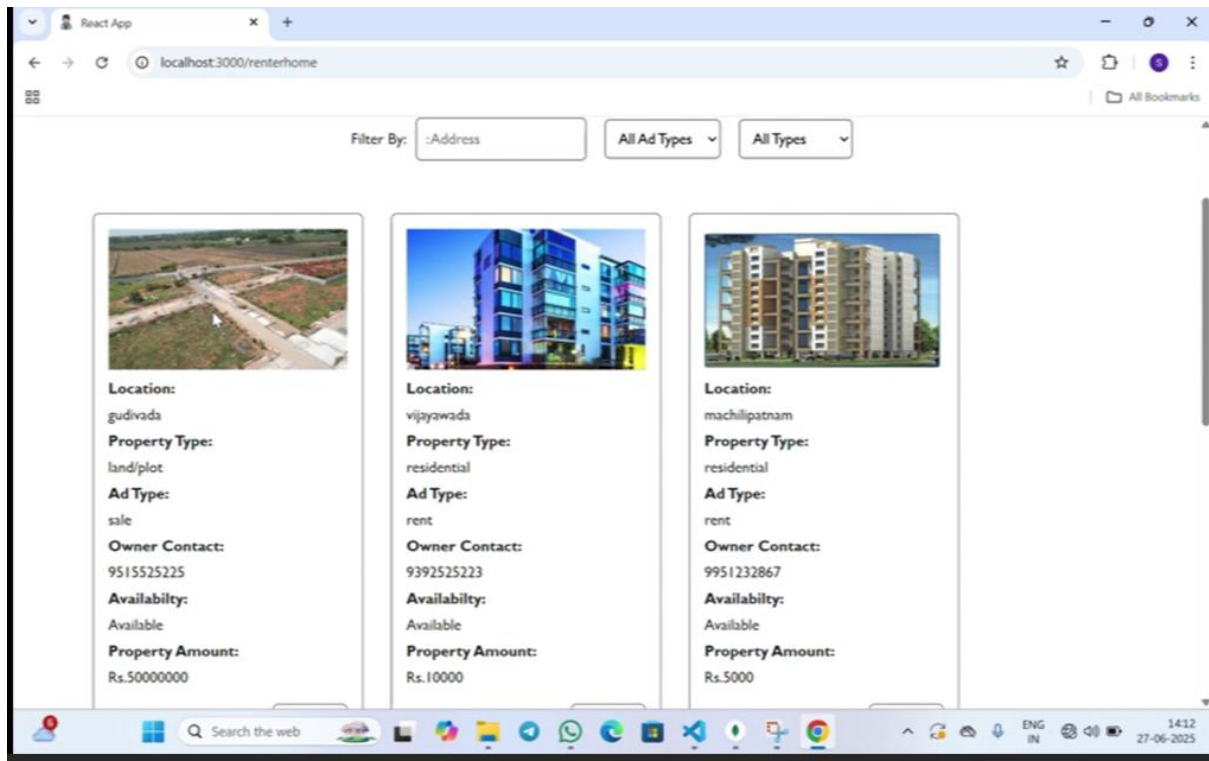 React App
localhost:3000/renterhome
S
All Bookmarks
Filter By:
:Address
All Ad Types
All Types
Location:
gudivada
Property Type:
land/plot
Ad Type:
sale
Owner Contact:
9515525225
Availabilty:
Available
Property Amount:
Rs.50000000
Location:
vijayawada
Property Type:
residential
Ad Type:
rent
Owner Contact:
9392525223
Availabilty:
Available
Property Amount:
Rs.10000
Location:
machilipatnam
Property Type:
residential
Ad Type:
rent
Owner Contact:
9951232867
Availabilty:
Available
Property Amount:
Rs.5000
6
Search the web
ENG
IN
14:12
27-06-2025